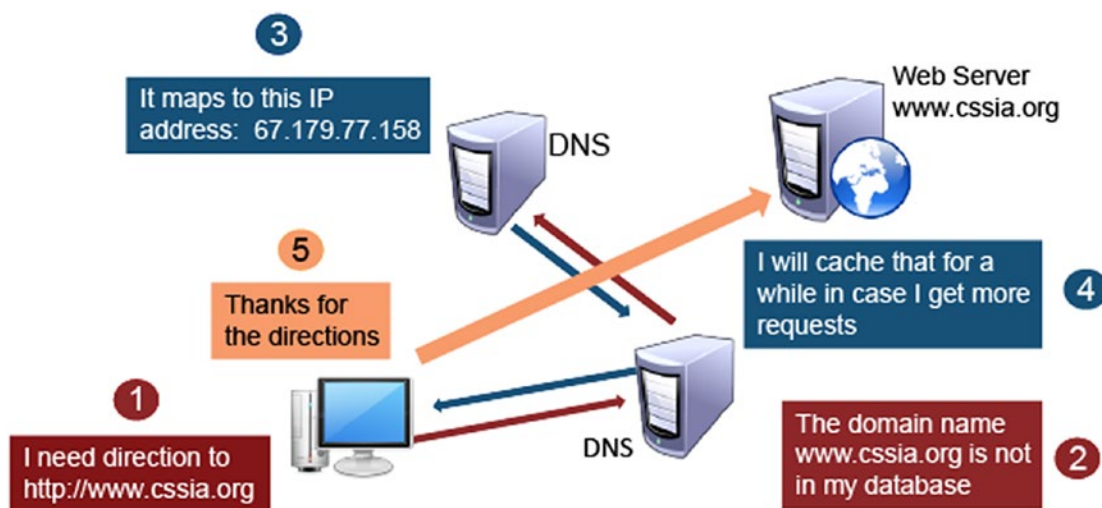 3
It maps to this IP
address: 67.179.77.158
DNS
Web Server
www.cssia.org
5
Thanks for
the directions
I will cache that for a
while in case I get more
requests
4
1
I need direction to
http://www.cssia.org
DNS
The domain name
www.cssia.org is not
in my database
2